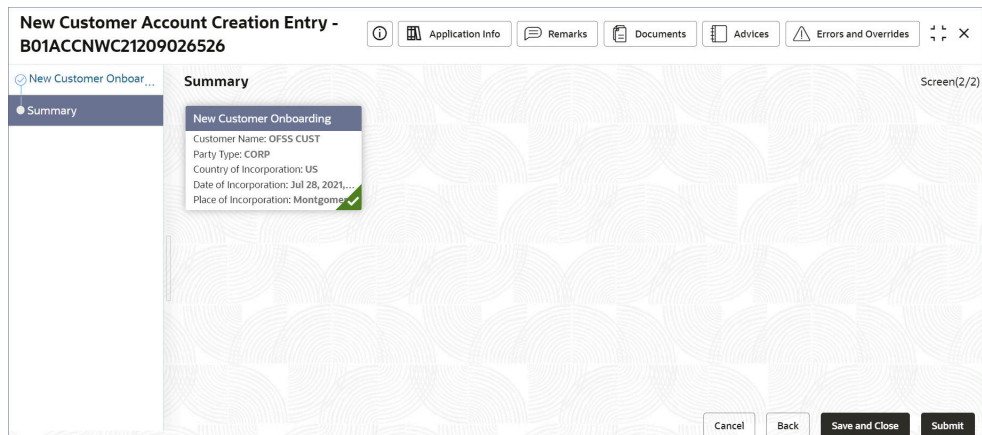 New Customer Account Creation Entry -
B01ACCNWC21209026526
Application Info
Remarks
Documents
Advices
Errors and Overrides
New Customer Onboar...
Summary
Summary
Screen(2/2)
New Customer Onboarding
Customer Name: OFSS CUST
Party Type: CORP
Country of Incorporation: US
Date of Incorporation: Jul 28, 2021,...
Place of Incorporation: Montgome
Cancel
Back
Save and Close
Submit